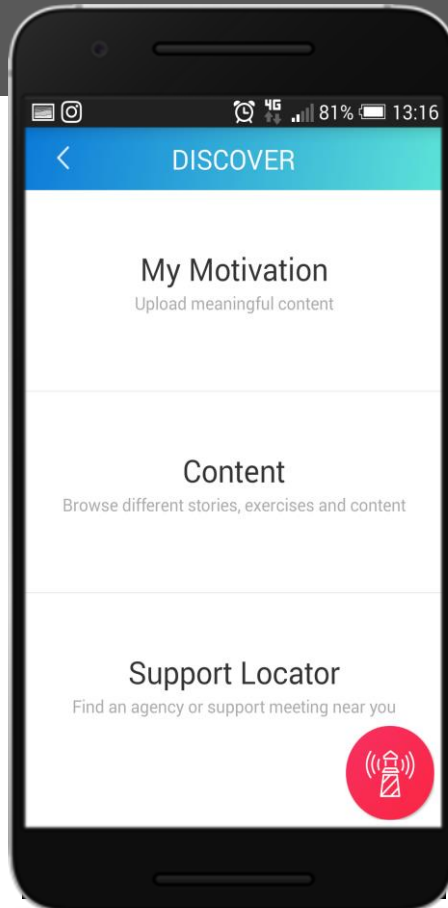 4G 81% 13:16
DISCOVER
My Motivation
Upload meaningful content
Content
Browse different stories, exercises and content
Support Locator
Find an agency or support meeting near you